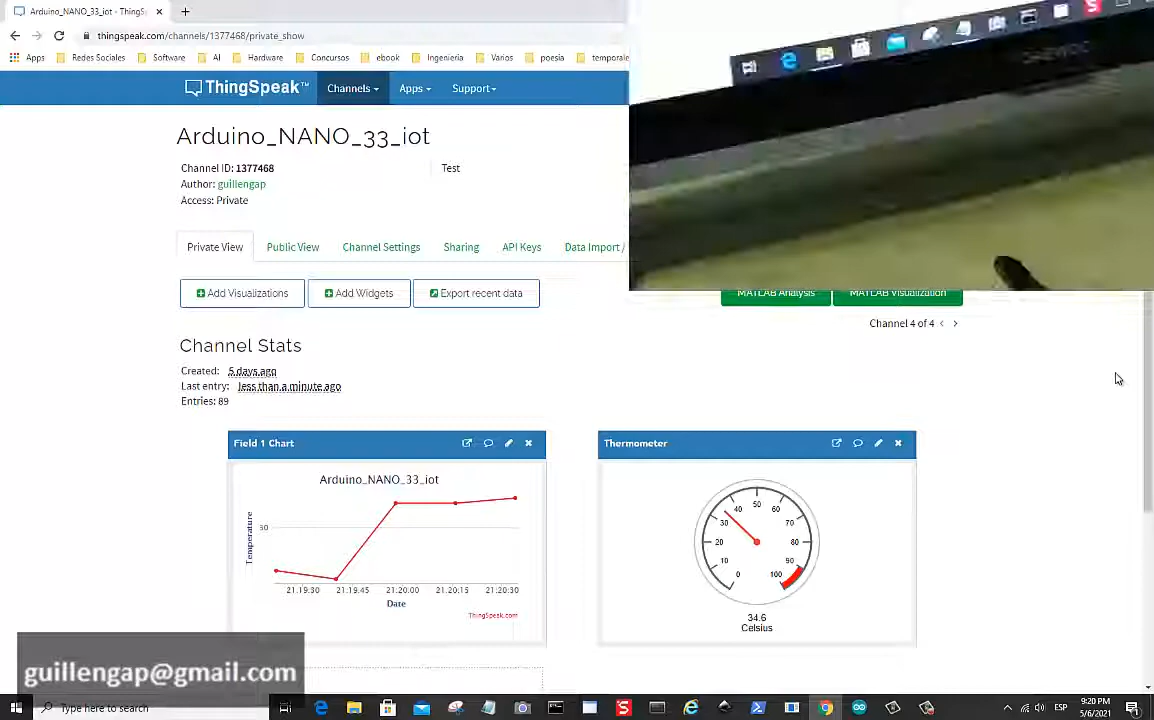 Arduino_NANO_33_iot - ThingS
thingspeak.com/channels/1377468/private_show
Apps Redes Sociales Software AI Hardware Concursos ebook Ingenieria Varios poesia temporale
ThingSpeak™ Channels Apps Support
Arduino_NANO_33_iot
Channel ID: 1377468 Test
Author: guillengap
Access: Private
Private View Public View Channel Settings Sharing API Keys Data Import /
Add Visualizations Add Widgets Export recent data MATLAB Analysis MATLAB Visualization
Channel 4 of 4
Channel Stats
Created: 5 days ago
Last entry: less than a minute ago
Entries: 89
Field 1 Chart
Arduino_NANO_33_iot
Temperature
30
21:19:30 21:19:45 21:20:00 21:20:15 21:20:30
Date
ThingSpeak.com
Thermometer
0 10 20 30 40 50 60 70 80 90 100
34.6
Celsius
guillengap@gmail.com
Type here to search
ESP
9:20 PM
5/6/2021